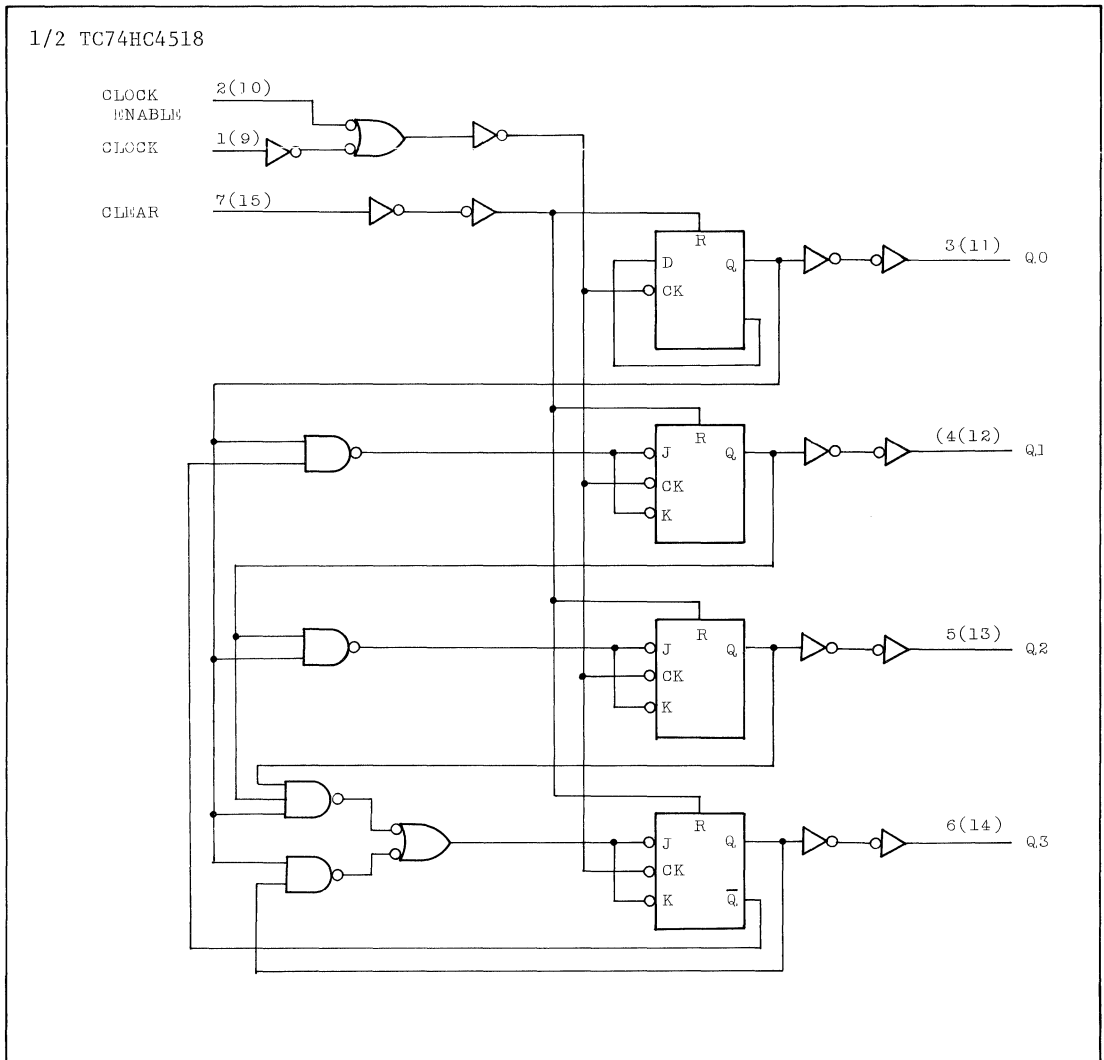 1/2 TC74HC4518
CLOCK ENABLE 2(10)
CLOCK 1(9)
CLEAR 7(15)
R
D Q
CK
3(11) Q0
R
J Q
CK
K
(4(12) Q1
R
J Q
CK
K
5(13) Q2
R
J Q
CK
K Q̅
6(14) Q3